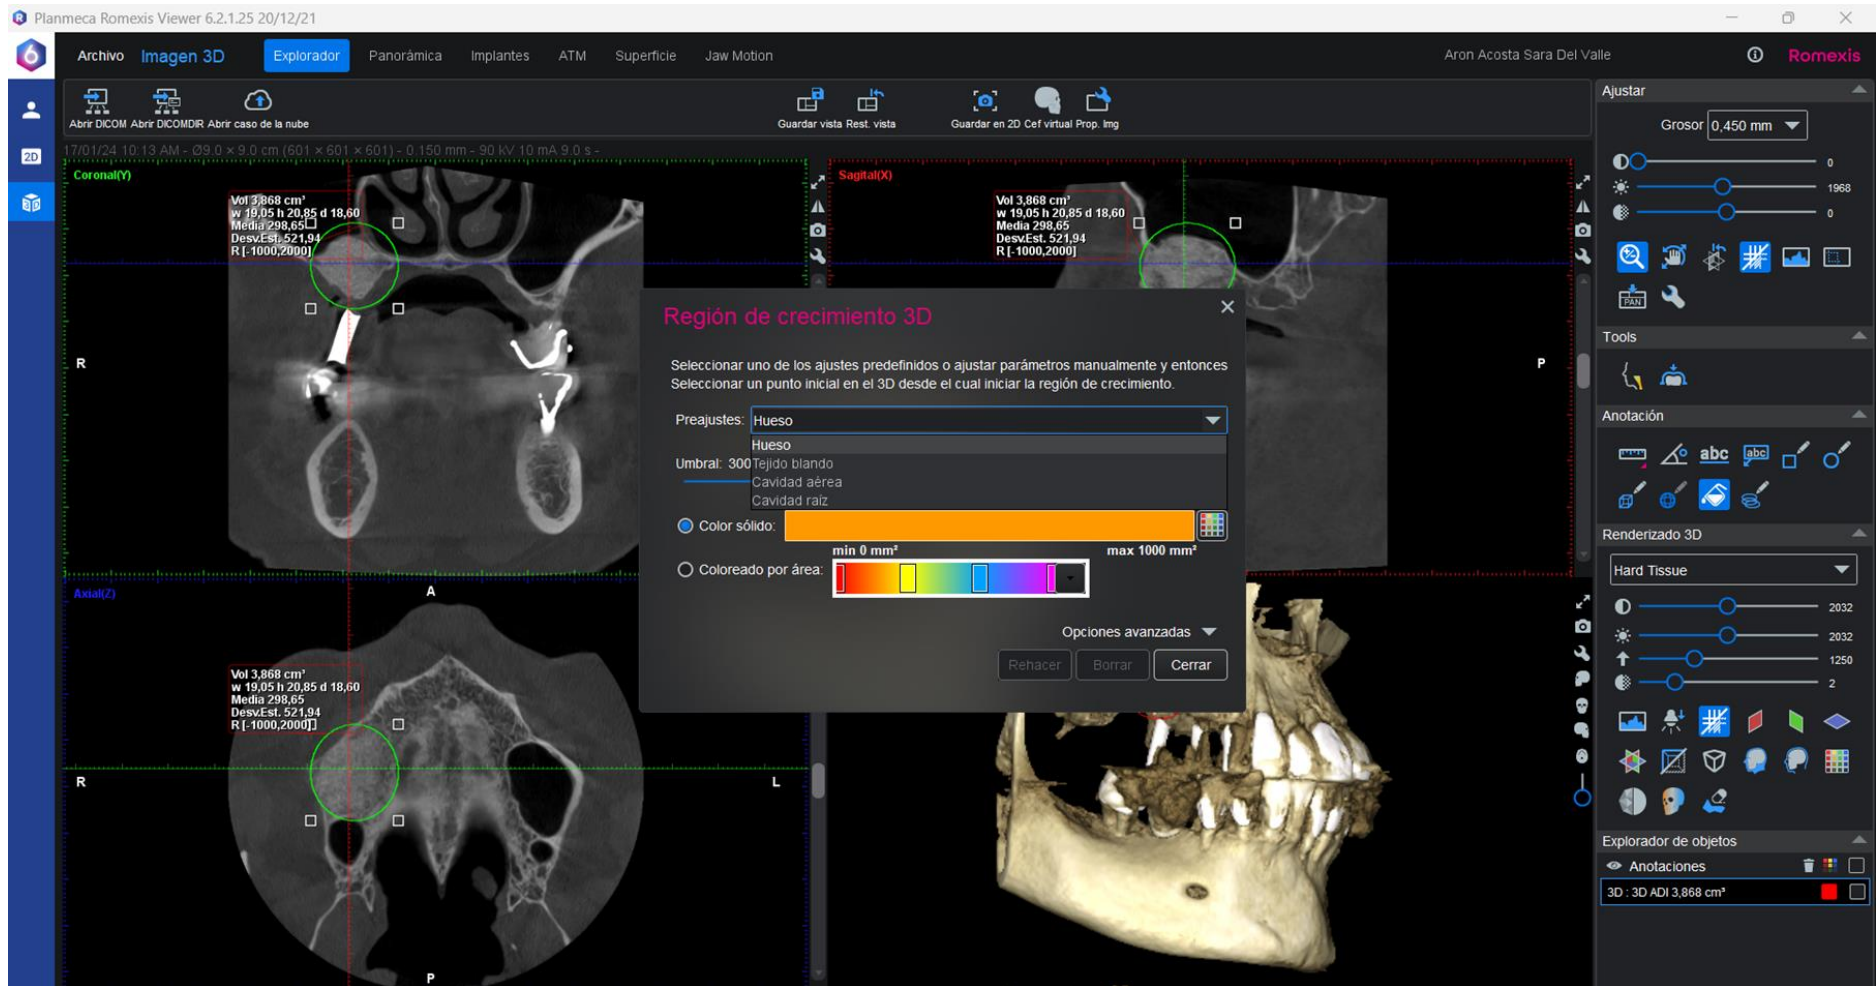 Planmeca Romexis Viewer 6.2.1.25 20/12/21
Archivo Imagen 3D Explorador Panorámica Implantes ATM Superficie Jaw Motion Aron Acosta Sara Del Valle Romexis
Abrir DICOM Abrir DICOMDIR Abrir caso de la nube Guardar vista Rest. vista Guardar en 2D Cef virtual Prop. Img
17/01/24 10:13 AM - Ø9.0 × 9.0 cm (601 × 601 × 601) - 0.150 mm - 90 kV 10 mA 9.0 s -
2D
3D
Coronal(Y)
Vol 3,868 cm³
w 19,05 h 20,85 d 18,60
Media 298,65
Desv.Est. 521,94
R [-1000,2000]
R
Sagital(X)
Vol 3,868 cm³
w 19,05 h 20,85 d 18,60
Media 298,65
Desv.Est. 521,94
R [-1000,2000]
P
Región de crecimiento 3D
Seleccionar uno de los ajustes predefinidos o ajustar parámetros manualmente y entonces
Seleccionar un punto inicial en el 3D desde el cual iniciar la región de crecimiento.
Preajustes: Hueso
Hueso
Umbral: 300 Tejido blando
Cavidad aérea
Cavidad raíz
Color sólido:
min 0 mm² max 1000 mm²
Coloreado por área:
Opciones avanzadas
Rehacer Borrar Cerrar
Axial(Z)
A
Vol 3,868 cm³
w 19,05 h 20,85 d 18,60
Media 298,65
Desv.Est. 521,94
R [-1000,2000]
R L
P
Ajustar
Grosor 0,450 mm
0
1968
0
PAN
Tools
Anotación
abc abc
Renderizado 3D
Hard Tissue
2032
2032
1250
2
Explorador de objetos
Anotaciones
3D : 3D ADI 3,868 cm³